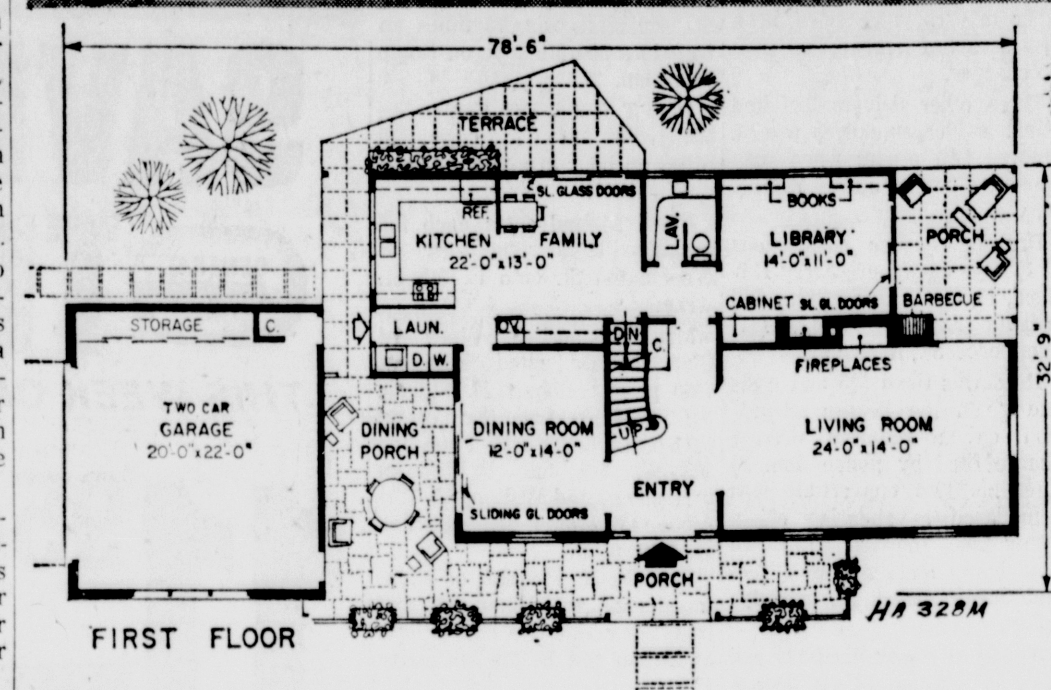 78'-6"
TERRACE
SL. GLASS DOORS
REF.
KITCHEN
FAMILY
22'-0"x13'-0"
LAV.
BOOKS
LIBRARY
14'-0"x11'-0"
PORCH
CABINET
SL. GL. DOORS
BARBECUE
STORAGE
C.
LAUN.
OV.
D.N.
C.
FIREPLACES
32'-9"
D.
W.
TWO CAR
GARAGE
20'-0"x22'-0"
DINING
PORCH
DINING ROOM
12'-0"x14'-0"
UP
LIVING ROOM
24'-0"x14'-0"
ENTRY
SLIDING GL. DOORS
PORCH
HA 328M
FIRST FLOOR